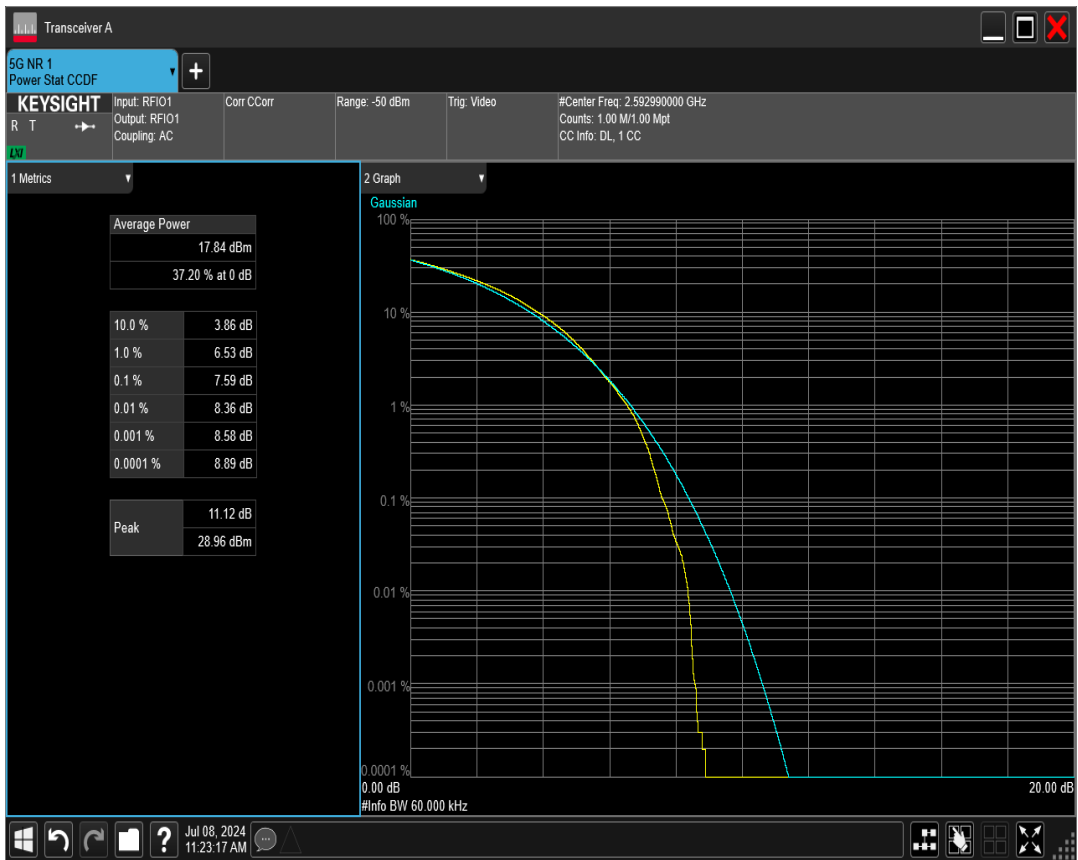 Transceiver A
5G NR 1
Power Stat CCDF
KEYSIGHT
R T
LXI
Input: RFIO1
Output: RFIO1
Coupling: AC
Corr CCorr
Range: -50 dBm
Trig: Video
#Center Freq: 2.592990000 GHz
Counts: 1.00 M/1.00 Mpt
CC Info: DL, 1 CC
1 Metrics
Average Power
17.84 dBm
37.20 % at 0 dB
10.0 % 3.86 dB
1.0 % 6.53 dB
0.1 % 7.59 dB
0.01 % 8.36 dB
0.001 % 8.58 dB
0.0001 % 8.89 dB
Peak
11.12 dB
28.96 dBm
2 Graph
Gaussian
100 %
10 %
1 %
0.1 %
0.01 %
0.001 %
0.0001 %
0.00 dB 20.00 dB
#Info BW 60.000 kHz
?
Jul 08, 2024
11:23:17 AM